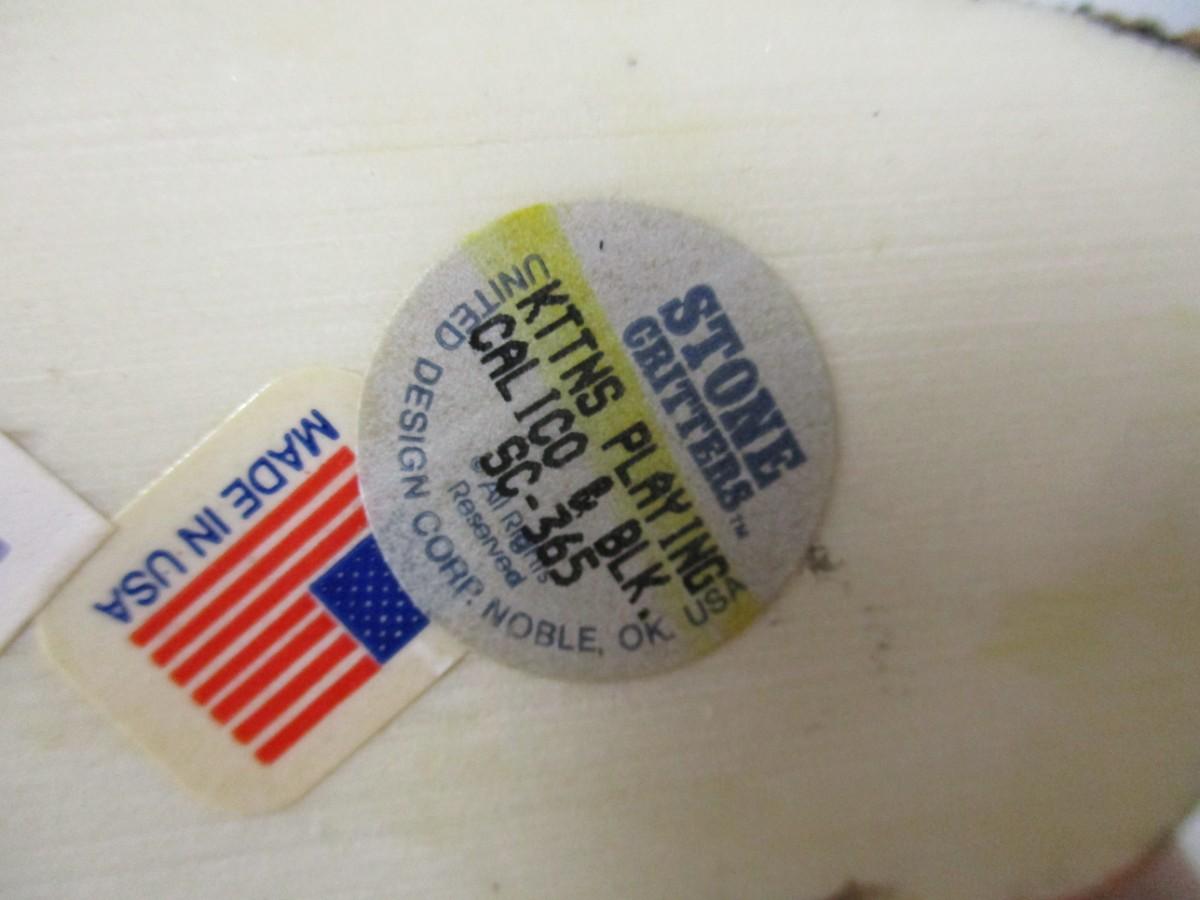 STONE
CRITTERS™
KTTNS PLAYING
CALICO & BLK.
SC-365
© All Rights
Reserved
UNITED DESIGN CORP. NOBLE, OK. USA
MADE IN USA